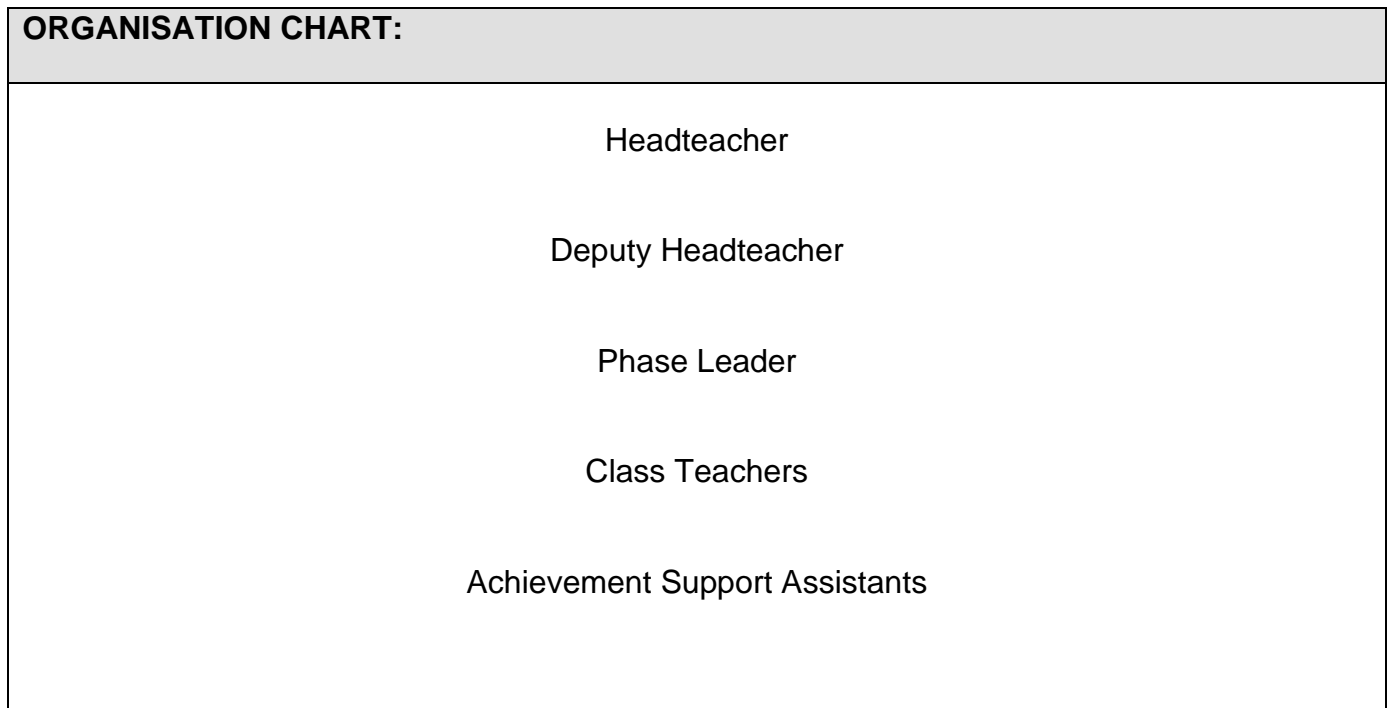 ORGANISATION CHART:
Headteacher
Deputy Headteacher
Phase Leader
Class Teachers
Achievement Support Assistants